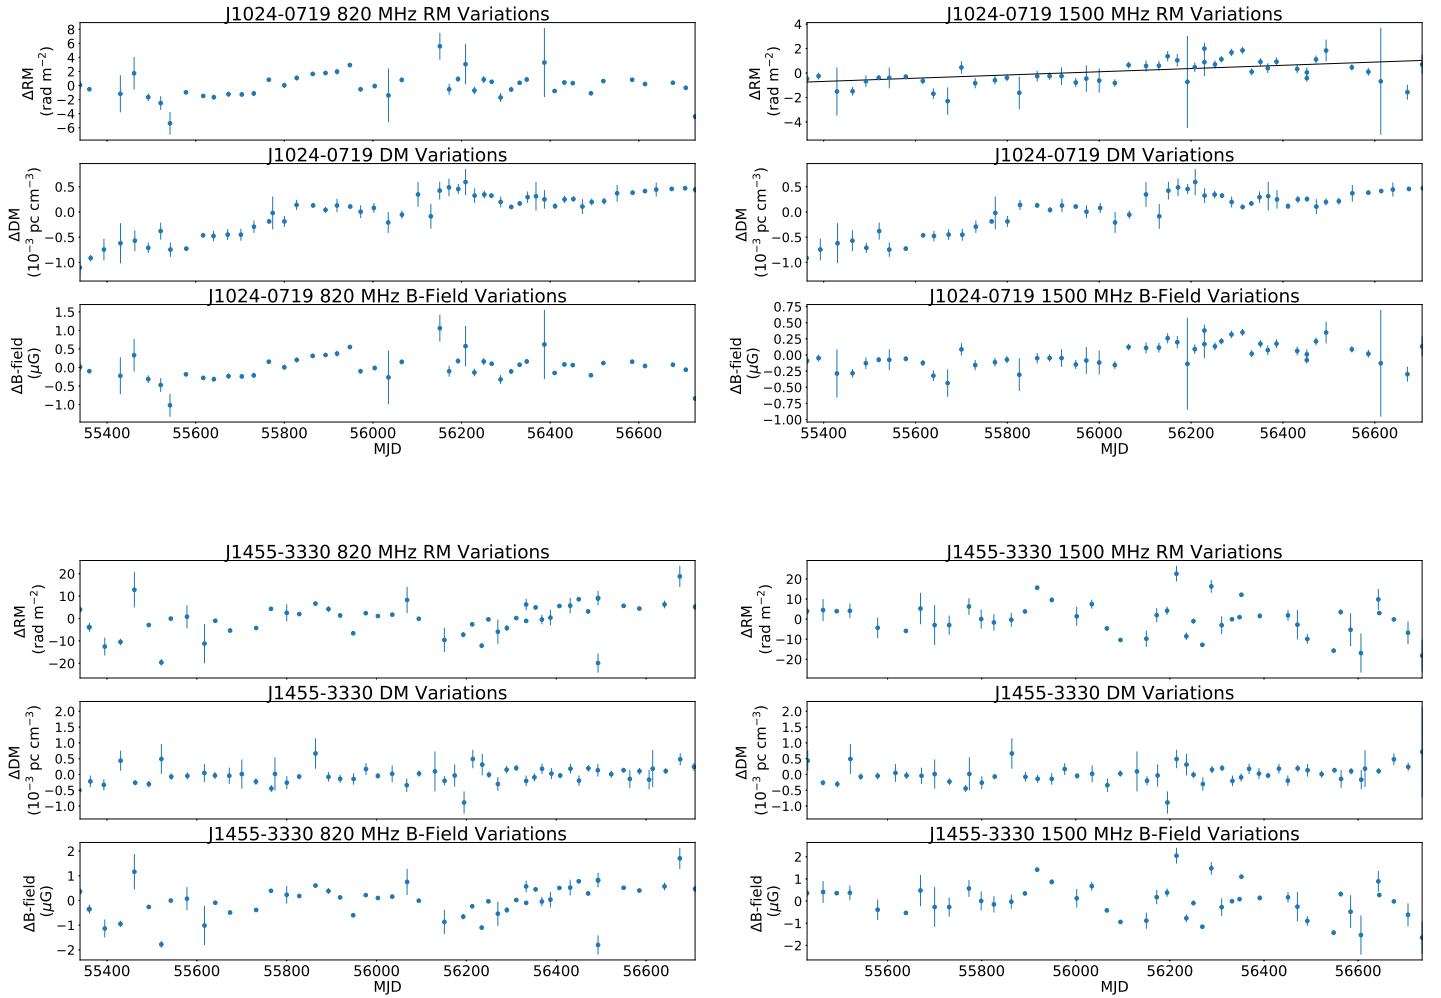 J1024-0719 820 MHz RM Variations
8
6
4
2
0
−2
−4
−6
ΔRM
(rad m−2)
J1024-0719 DM Variations
0.5
0.0
−0.5
−1.0
ΔDM
(10−3 pc cm−3)
J1024-0719 820 MHz B-Field Variations
1.5
1.0
0.5
0.0
−0.5
−1.0
ΔB-field
(μG)
55400 55600 55800 56000 56200 56400 56600
MJD
J1024-0719 1500 MHz RM Variations
4
2
0
−2
−4
ΔRM
(rad m−2)
J1024-0719 DM Variations
0.5
0.0
−0.5
−1.0
ΔDM
(10−3 pc cm−3)
J1024-0719 1500 MHz B-Field Variations
0.75
0.50
0.25
0.00
−0.25
−0.50
−0.75
−1.00
ΔB-field
(μG)
55400 55600 55800 56000 56200 56400 56600
MJD
J1455-3330 820 MHz RM Variations
20
10
0
−10
−20
ΔRM
(rad m−2)
J1455-3330 DM Variations
2.0
1.5
1.0
0.5
0.0
−0.5
−1.0
ΔDM
(10−3 pc cm−3)
J1455-3330 820 MHz B-Field Variations
2
1
0
−1
−2
ΔB-field
(μG)
55400 55600 55800 56000 56200 56400 56600
MJD
J1455-3330 1500 MHz RM Variations
20
10
0
−10
−20
ΔRM
(rad m−2)
J1455-3330 DM Variations
2.0
1.5
1.0
0.5
0.0
−0.5
−1.0
ΔDM
(10−3 pc cm−3)
J1455-3330 1500 MHz B-Field Variations
2
1
0
−1
−2
ΔB-field
(μG)
55600 55800 56000 56200 56400 56600
MJD